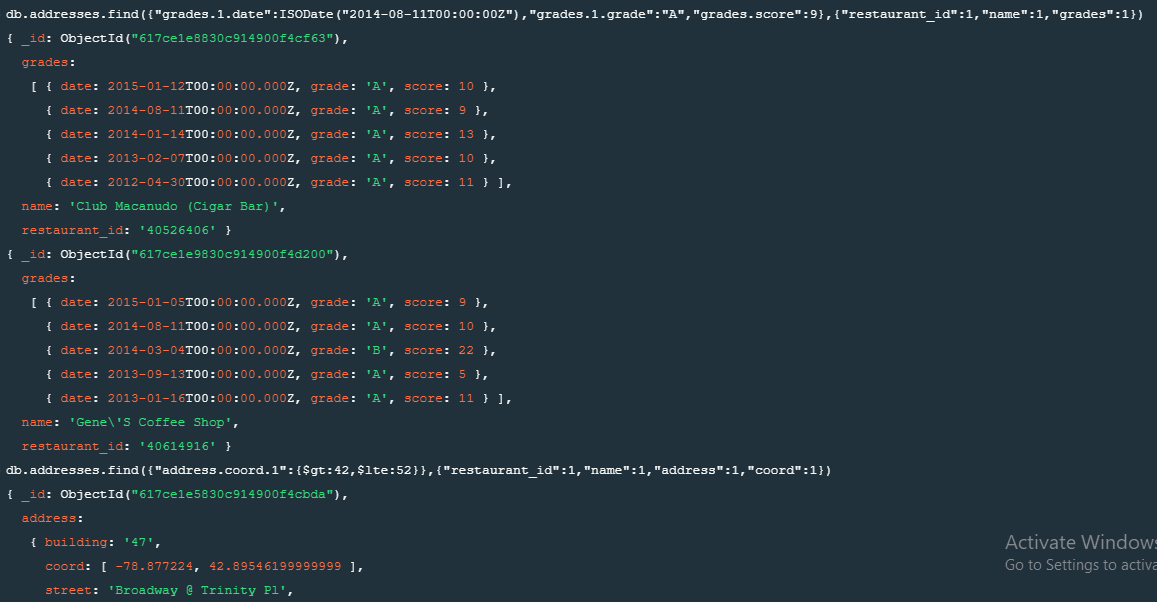 db.addresses.find({"grades.1.date":ISODate("2014-08-11T00:00:00Z"),"grades.1.grade":"A","grades.score":9},{"restaurant_id":1,"name":1,"grades":1})
{ _id: ObjectId("617ce1e8830c914900f4cf63"),
  grades:
   [ { date: 2015-01-12T00:00:00.000Z, grade: 'A', score: 10 },
     { date: 2014-08-11T00:00:00.000Z, grade: 'A', score: 9 },
     { date: 2014-01-14T00:00:00.000Z, grade: 'A', score: 13 },
     { date: 2013-02-07T00:00:00.000Z, grade: 'A', score: 10 },
     { date: 2012-04-30T00:00:00.000Z, grade: 'A', score: 11 } ],
  name: 'Club Macanudo (Cigar Bar)',
  restaurant_id: '40526406' }
{ _id: ObjectId("617ce1e9830c914900f4d200"),
  grades:
   [ { date: 2015-01-05T00:00:00.000Z, grade: 'A', score: 9 },
     { date: 2014-08-11T00:00:00.000Z, grade: 'A', score: 10 },
     { date: 2014-03-04T00:00:00.000Z, grade: 'B', score: 22 },
     { date: 2013-09-13T00:00:00.000Z, grade: 'A', score: 5 },
     { date: 2013-01-16T00:00:00.000Z, grade: 'A', score: 11 } ],
  name: 'Gene\'S Coffee Shop',
  restaurant_id: '40614916' }
db.addresses.find({"address.coord.1":{$gt:42,$lte:52}},{"restaurant_id":1,"name":1,"address":1,"coord":1})
{ _id: ObjectId("617ce1e5830c914900f4cbda"),
  address:
   { building: '47',
     coord: [ -78.877224, 42.89546199999999 ],
     street: 'Broadway @ Trinity Pl',
Activate Windows
Go to Settings to activa